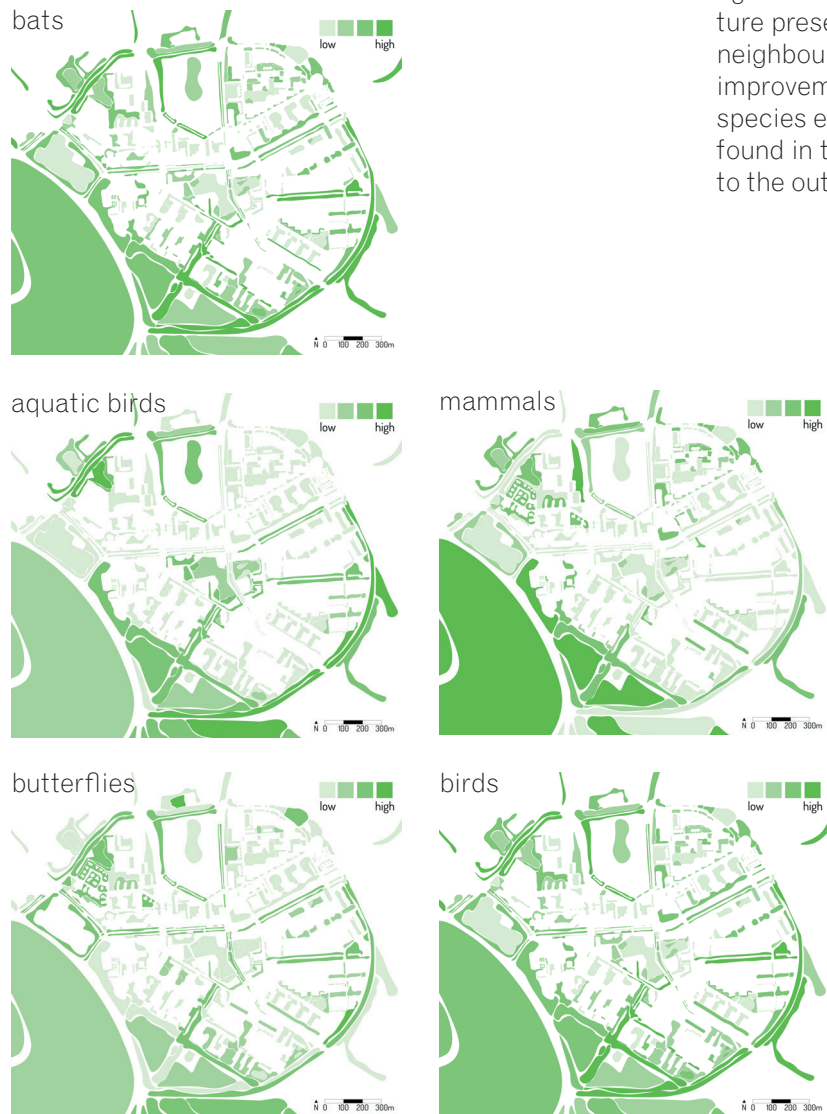 bats
low high
N 0 100 200 300m
ture prese
neighbou
improvem
species e
found in t
to the out
aquatic birds
low high
N 0 100 200 300m
mammals
low high
N 0 100 200 300m
butterflies
low high
N 0 100 200 300m
birds
low high
N 0 100 200 300m